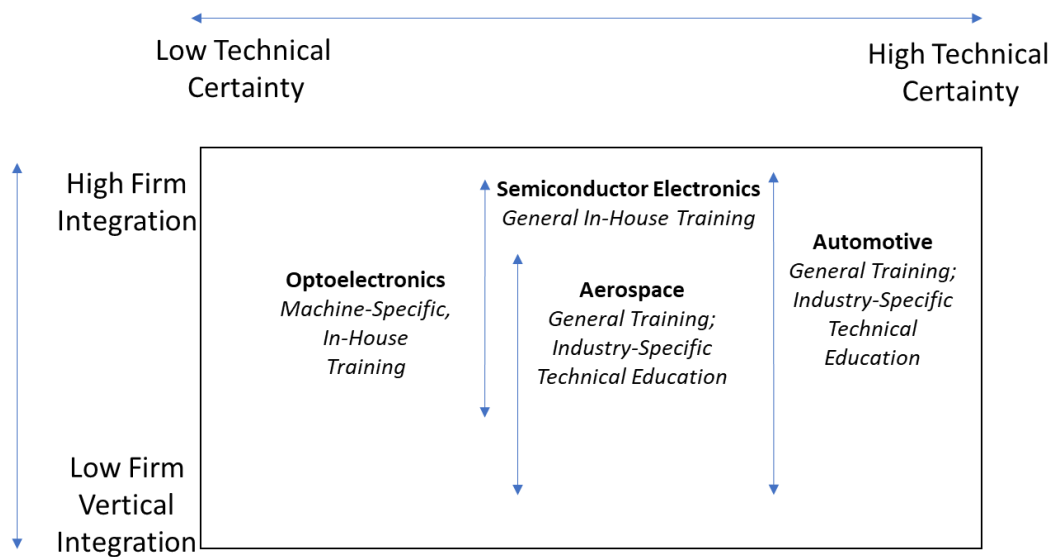 Low Technical
Certainty
High Technical
Certainty
High Firm
Integration
Semiconductor Electronics
General In-House Training
Automotive
General Training;
Industry-Specific
Technical
Education
Optoelectronics
Machine-Specific,
In-House
Training
Aerospace
General Training;
Industry-Specific
Technical Education
Low Firm
Vertical
Integration